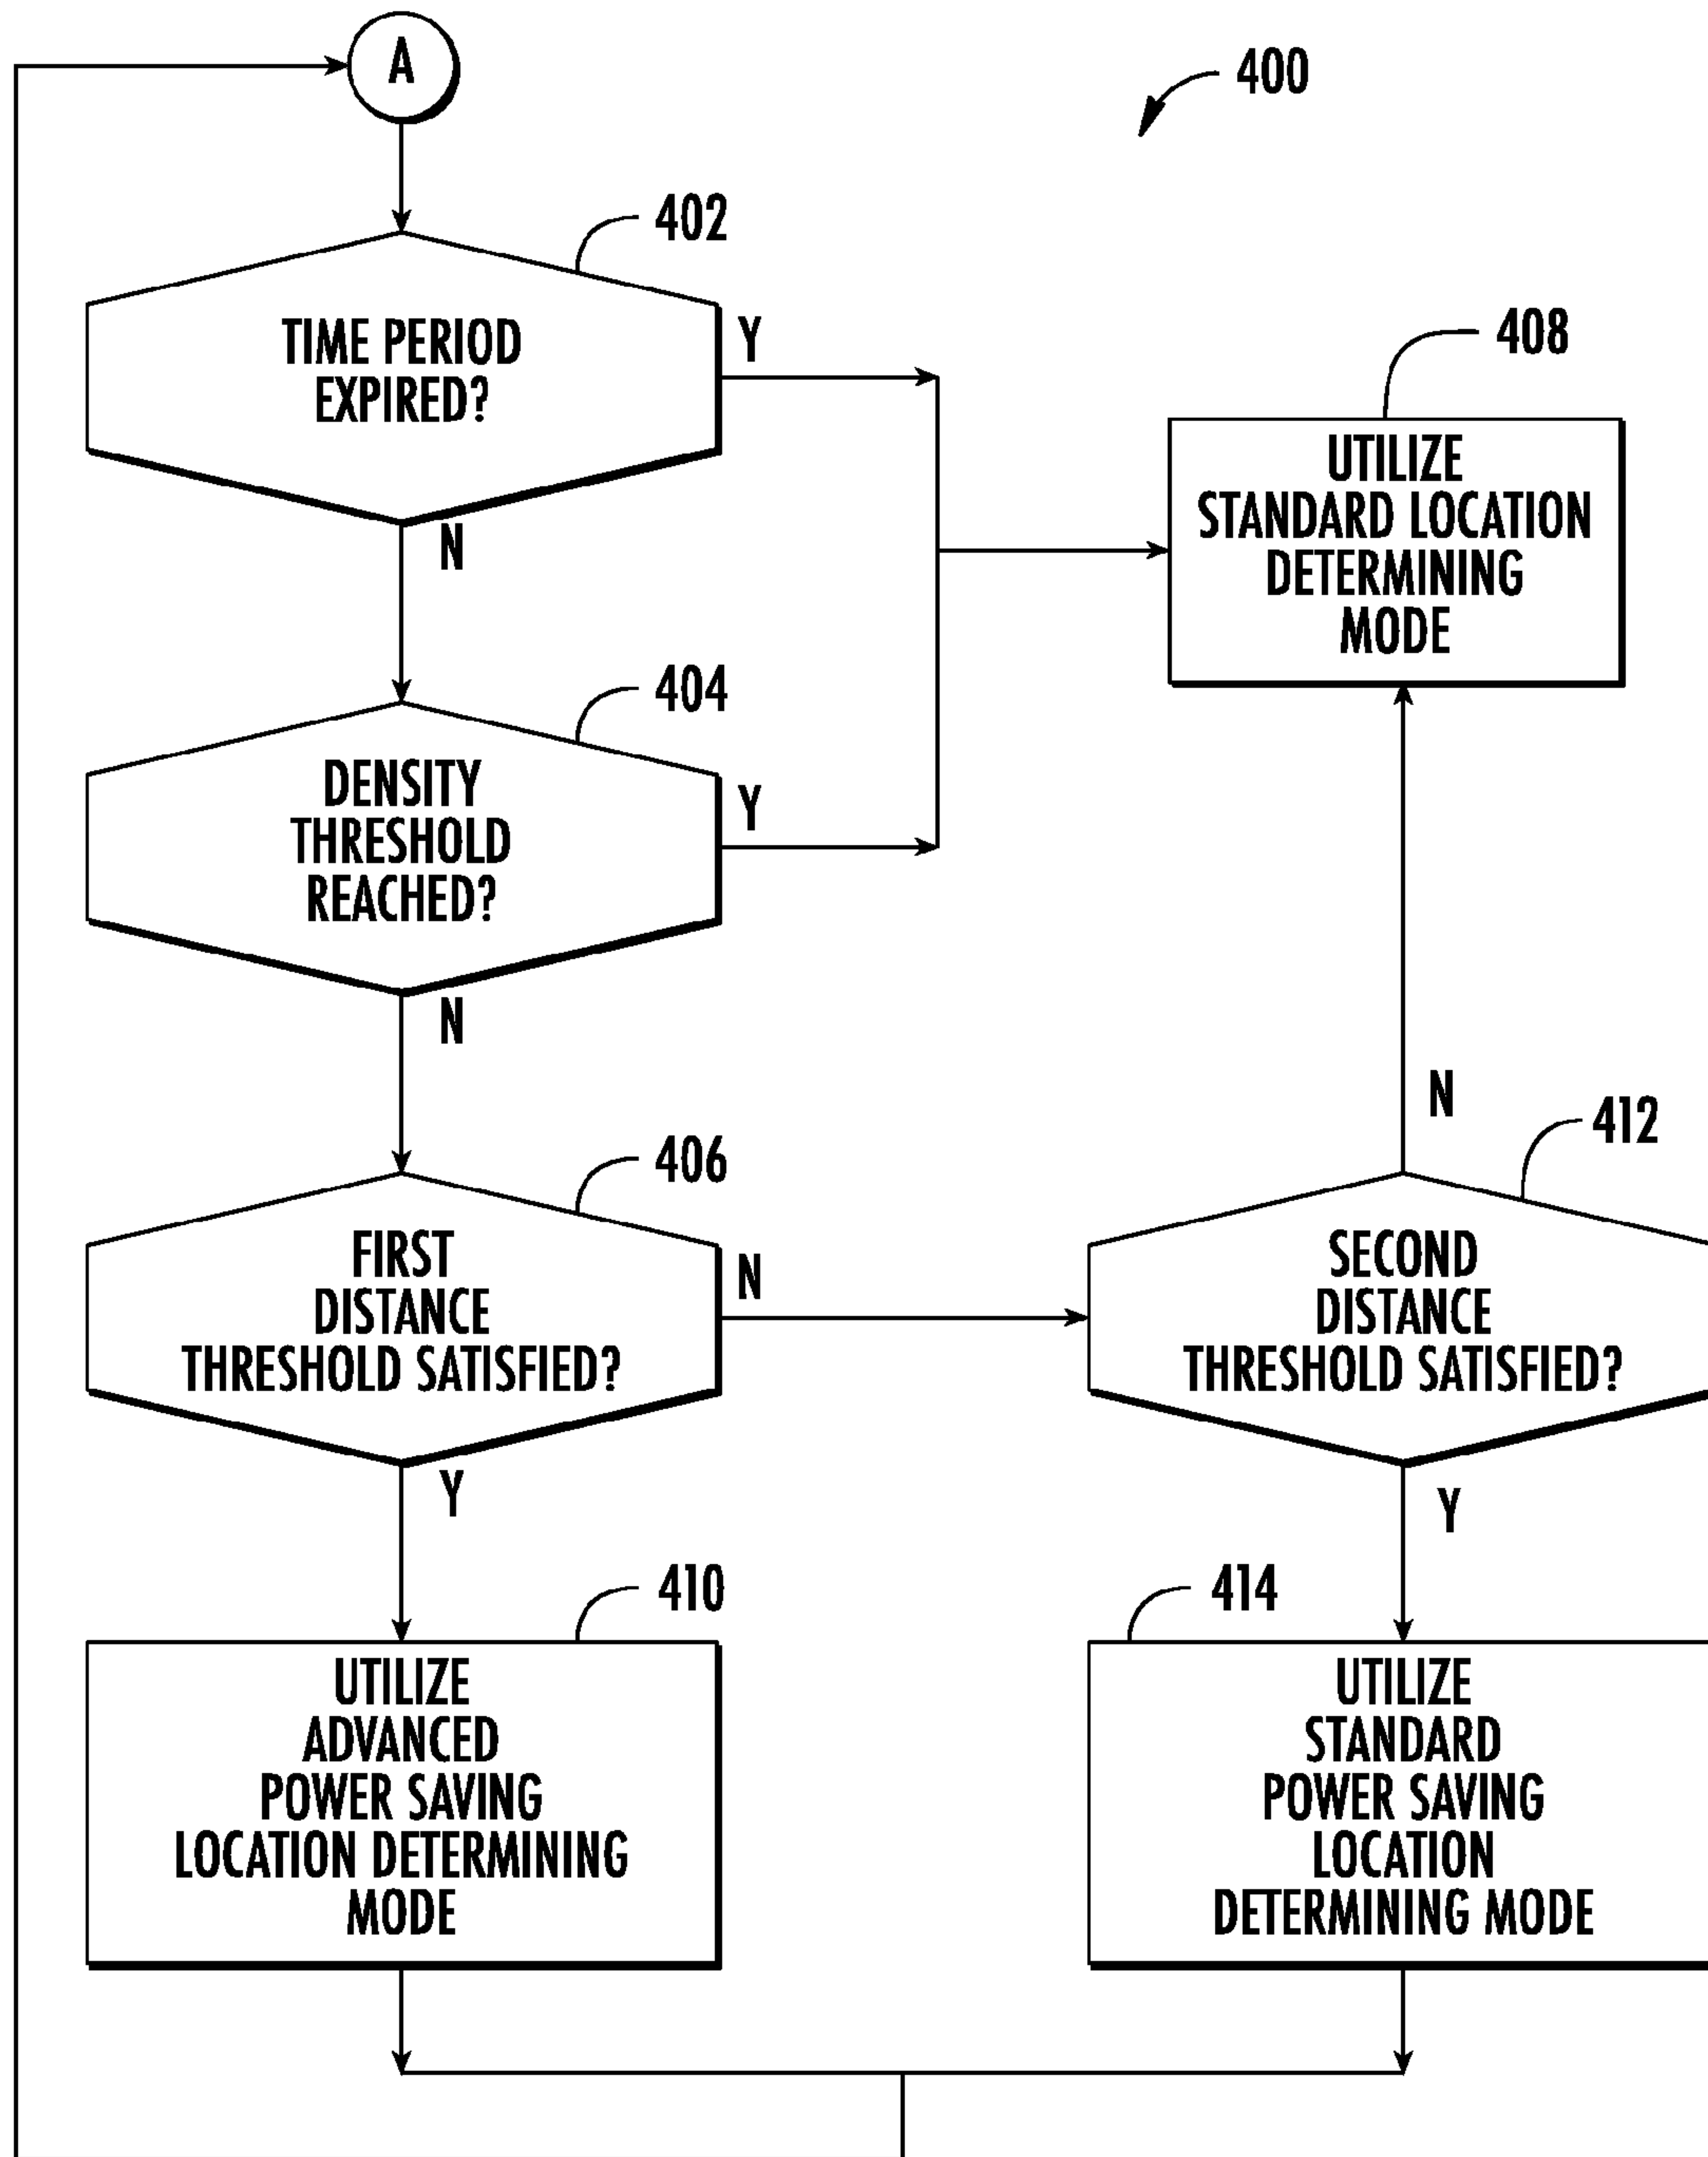 A
400
402
TIME PERIOD
EXPIRED?
Y
N
408
UTILIZE
STANDARD LOCATION
DETERMINING
MODE
404
DENSITY
THRESHOLD
REACHED?
Y
N
406
FIRST
DISTANCE
THRESHOLD SATISFIED?
N
Y
412
N
SECOND
DISTANCE
THRESHOLD SATISFIED?
Y
410
UTILIZE
ADVANCED
POWER SAVING
LOCATION DETERMINING
MODE
414
UTILIZE
STANDARD
POWER SAVING
LOCATION
DETERMINING MODE